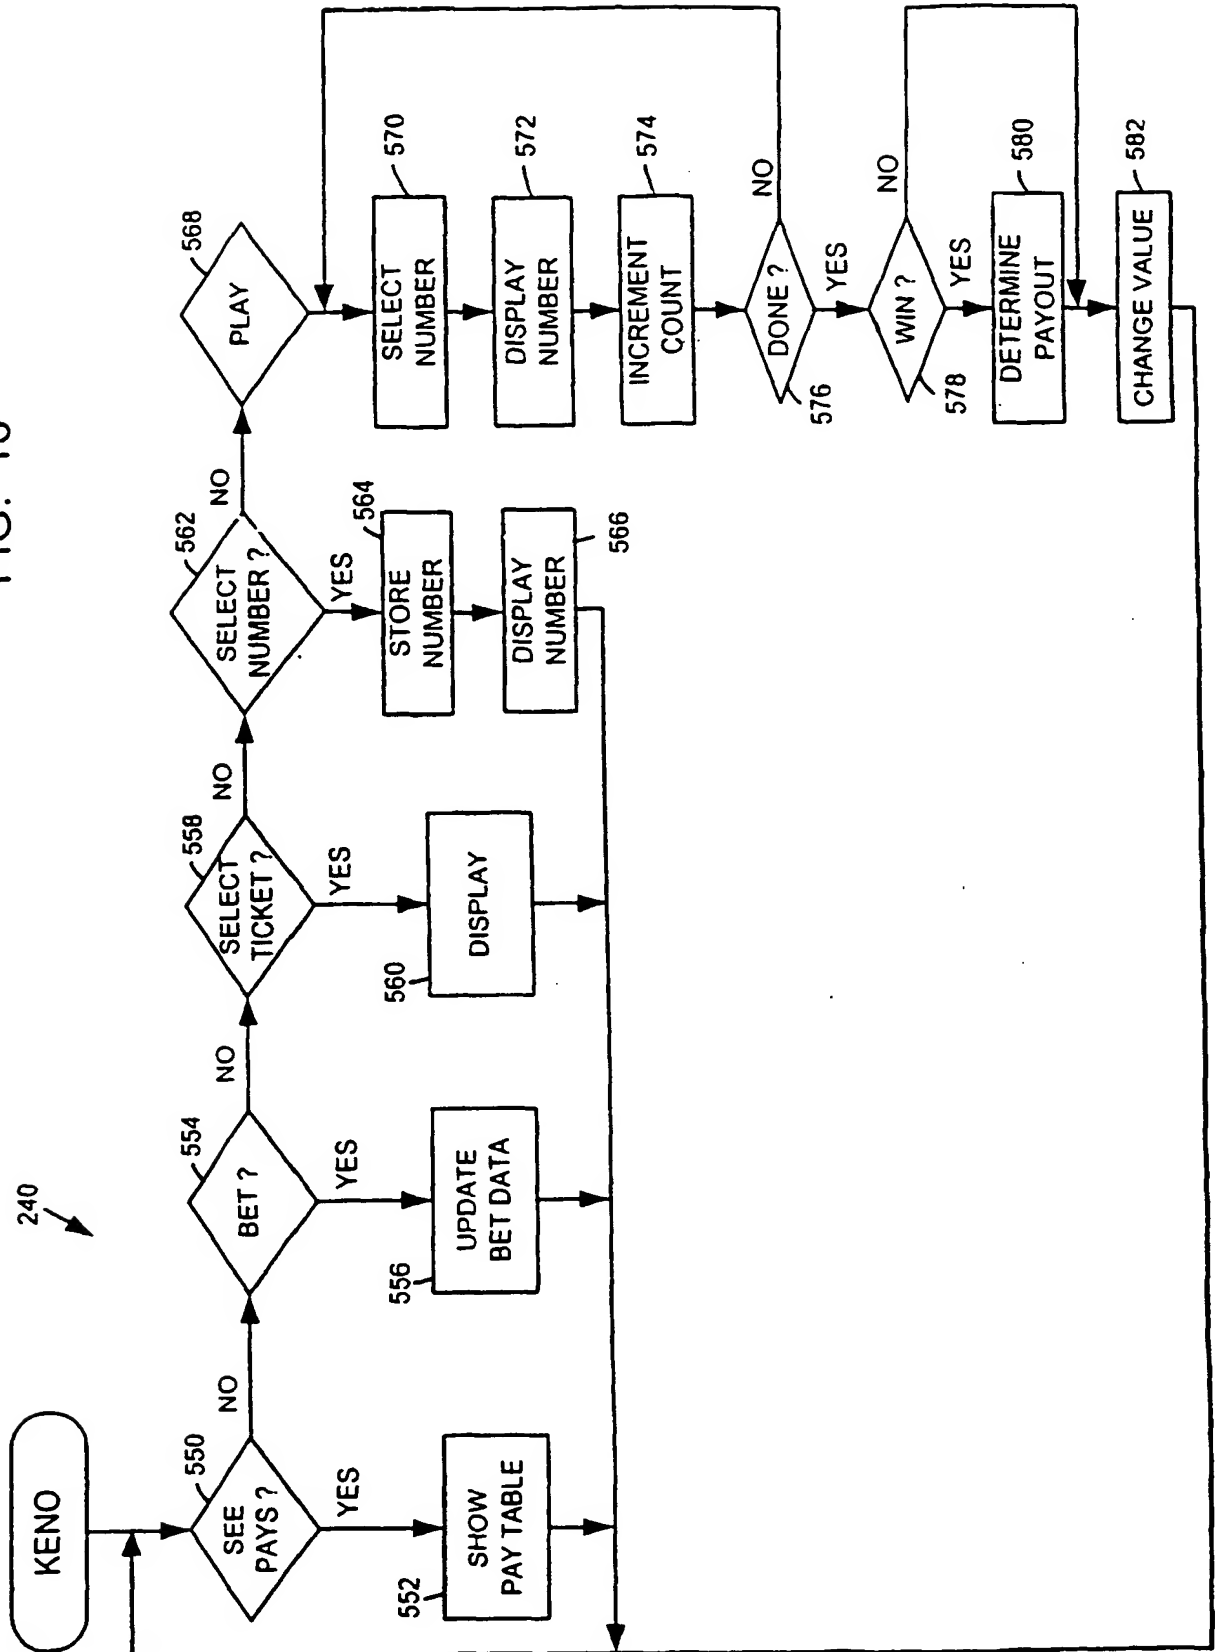 FIG.
240
KENO
550
SEE
PAYS ?
NO
YES
552
SHOW
PAY TABLE
554
BET ?
NO
YES
556
UPDATE
BET DATA
558
SELECT
TICKET ?
NO
YES
560
DISPLAY
562
SELECT
NUMBER ?
NO
YES
564
STORE
NUMBER
566
DISPLAY
NUMBER
568
PLAY
570
SELECT
NUMBER
572
DISPLAY
NUMBER
574
INCREMENT
COUNT
576
DONE ?
NO
YES
578
WIN ?
NO
YES
580
DETERMINE
PAYOUT
582
CHANGE VALUE